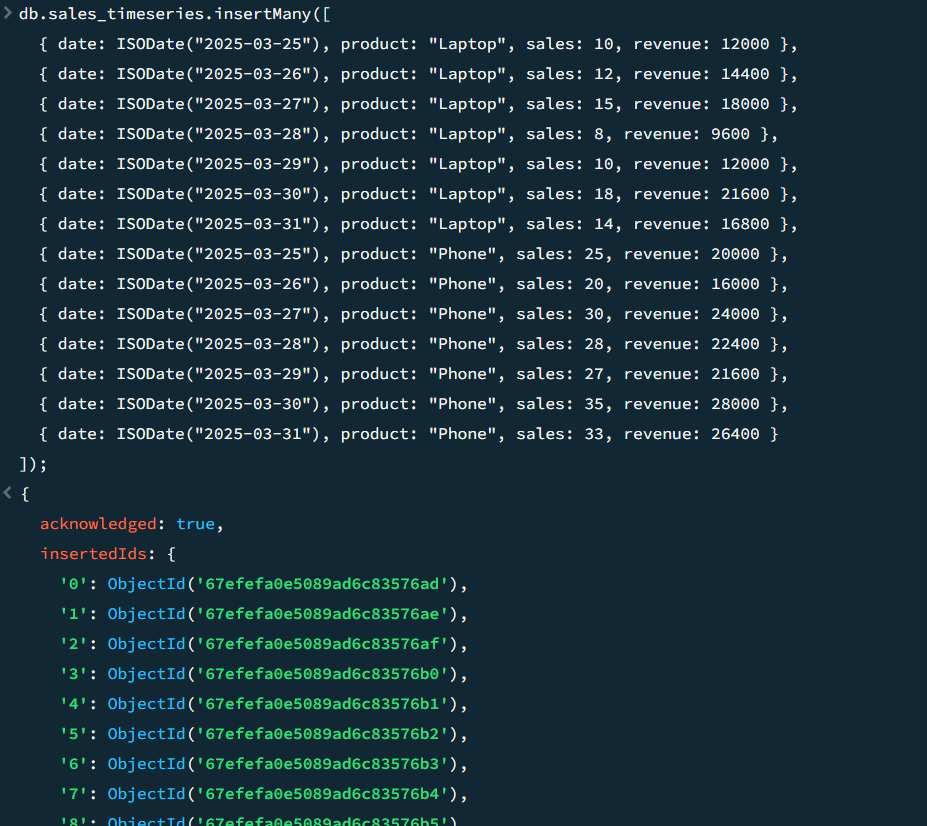 db.sales_timeseries.insertMany([
{ date: ISODate("2025-03-25"), product: "Laptop", sales: 10, revenue: 12000 },
{ date: ISODate("2025-03-26"), product: "Laptop", sales: 12, revenue: 14400 },
{ date: ISODate("2025-03-27"), product: "Laptop", sales: 15, revenue: 18000 },
{ date: ISODate("2025-03-28"), product: "Laptop", sales: 8, revenue: 9600 },
{ date: ISODate("2025-03-29"), product: "Laptop", sales: 10, revenue: 12000 },
{ date: ISODate("2025-03-30"), product: "Laptop", sales: 18, revenue: 21600 },
{ date: ISODate("2025-03-31"), product: "Laptop", sales: 14, revenue: 16800 },
{ date: ISODate("2025-03-25"), product: "Phone", sales: 25, revenue: 20000 },
{ date: ISODate("2025-03-26"), product: "Phone", sales: 20, revenue: 16000 },
{ date: ISODate("2025-03-27"), product: "Phone", sales: 30, revenue: 24000 },
{ date: ISODate("2025-03-28"), product: "Phone", sales: 28, revenue: 22400 },
{ date: ISODate("2025-03-29"), product: "Phone", sales: 27, revenue: 21600 },
{ date: ISODate("2025-03-30"), product: "Phone", sales: 35, revenue: 28000 },
{ date: ISODate("2025-03-31"), product: "Phone", sales: 33, revenue: 26400 }
]);
{
acknowledged: true,
insertedIds: {
'0': ObjectId('67efefa0e5089ad6c83576ad'),
'1': ObjectId('67efefa0e5089ad6c83576ae'),
'2': ObjectId('67efefa0e5089ad6c83576af'),
'3': ObjectId('67efefa0e5089ad6c83576b0'),
'4': ObjectId('67efefa0e5089ad6c83576b1'),
'5': ObjectId('67efefa0e5089ad6c83576b2'),
'6': ObjectId('67efefa0e5089ad6c83576b3'),
'7': ObjectId('67efefa0e5089ad6c83576b4'),
'8': ObjectId('67efefa0e5089ad6c83576b5')